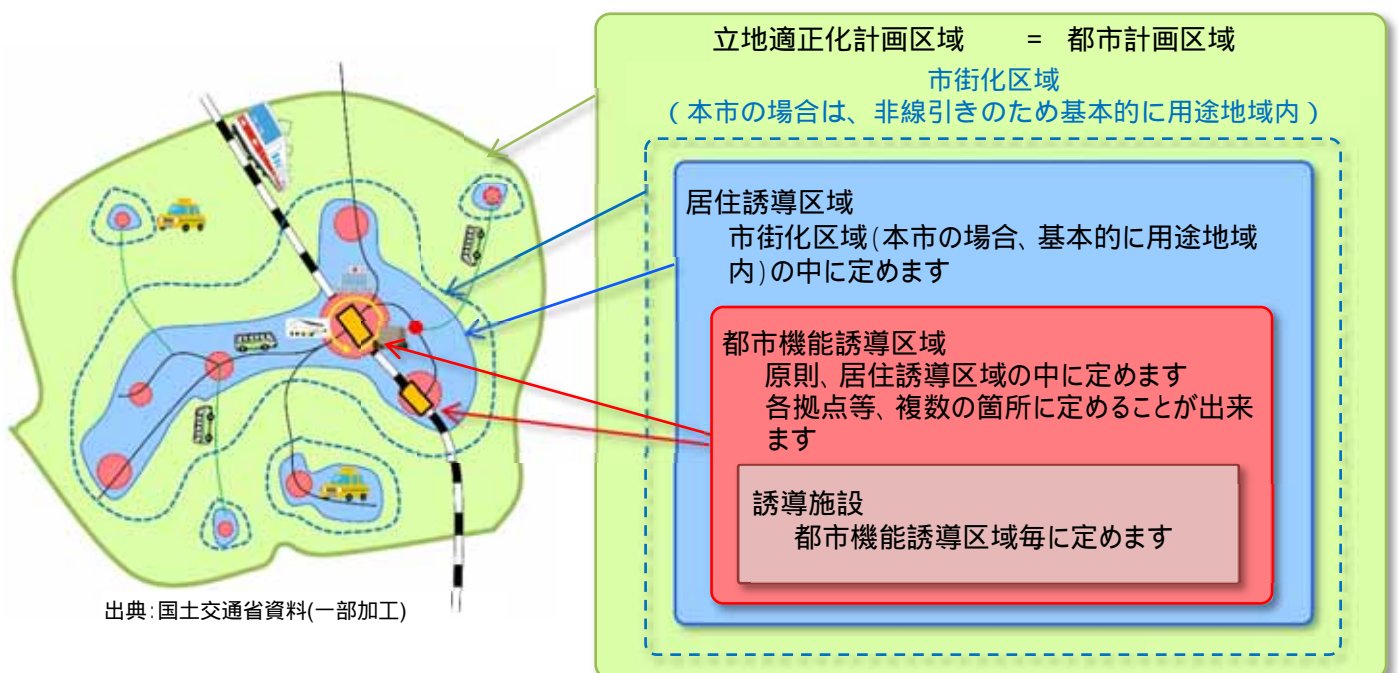 立地適正化計画区域　　=　都市計画区域
市街化区域
(本市の場合は、非線引きのため基本的に用途地域内)
居住誘導区域
市街化区域(本市の場合、基本的に用途地域
内)の中に定めます
都市機能誘導区域
原則、居住誘導区域の中に定めます
各拠点等、複数の箇所に定めることが出来
ます
誘導施設
都市機能誘導区域毎に定めます
出典:国土交通省資料(一部加工)